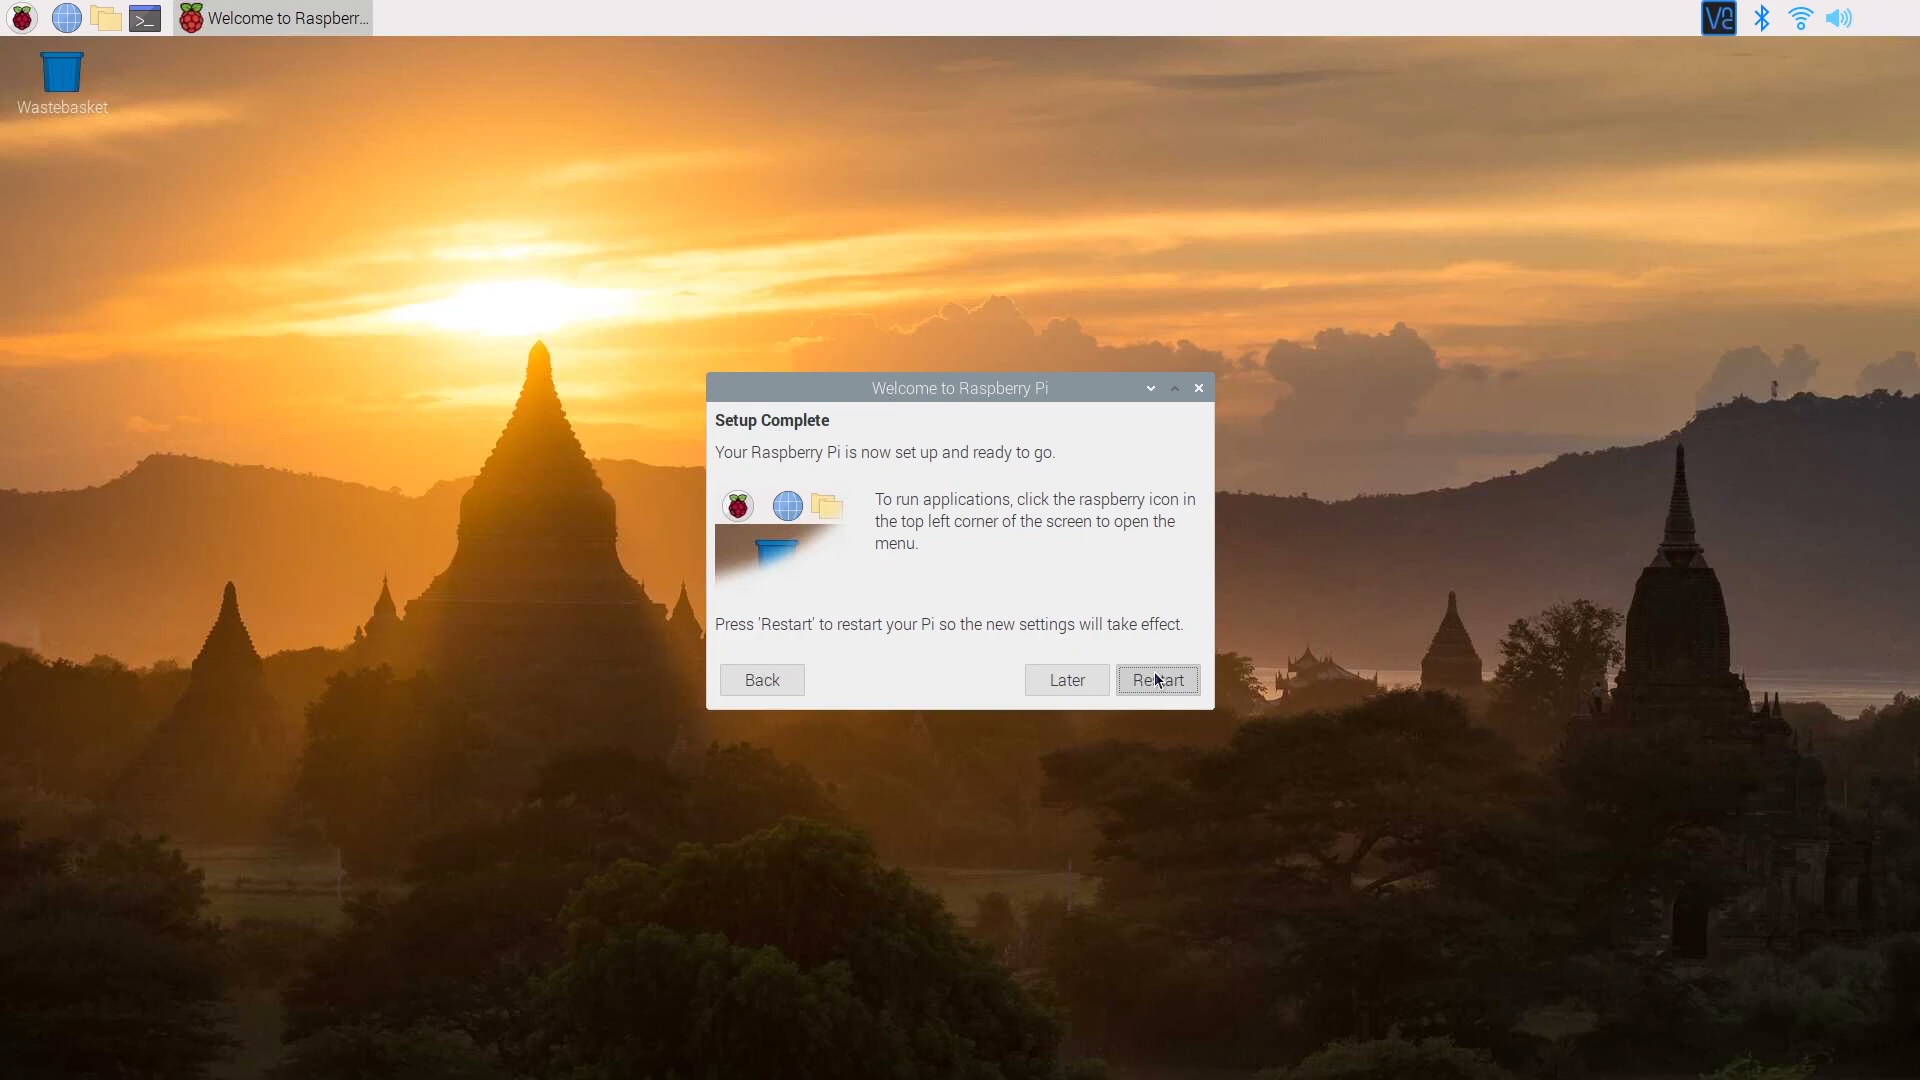 Welcome to Raspberr...
Wastebasket
Welcome to Raspberry Pi
Setup Complete
Your Raspberry Pi is now set up and ready to go.
To run applications, click the raspberry icon in
the top left corner of the screen to open the
menu.
Press 'Restart' to restart your Pi so the new settings will take effect.
Back
Later
Restart